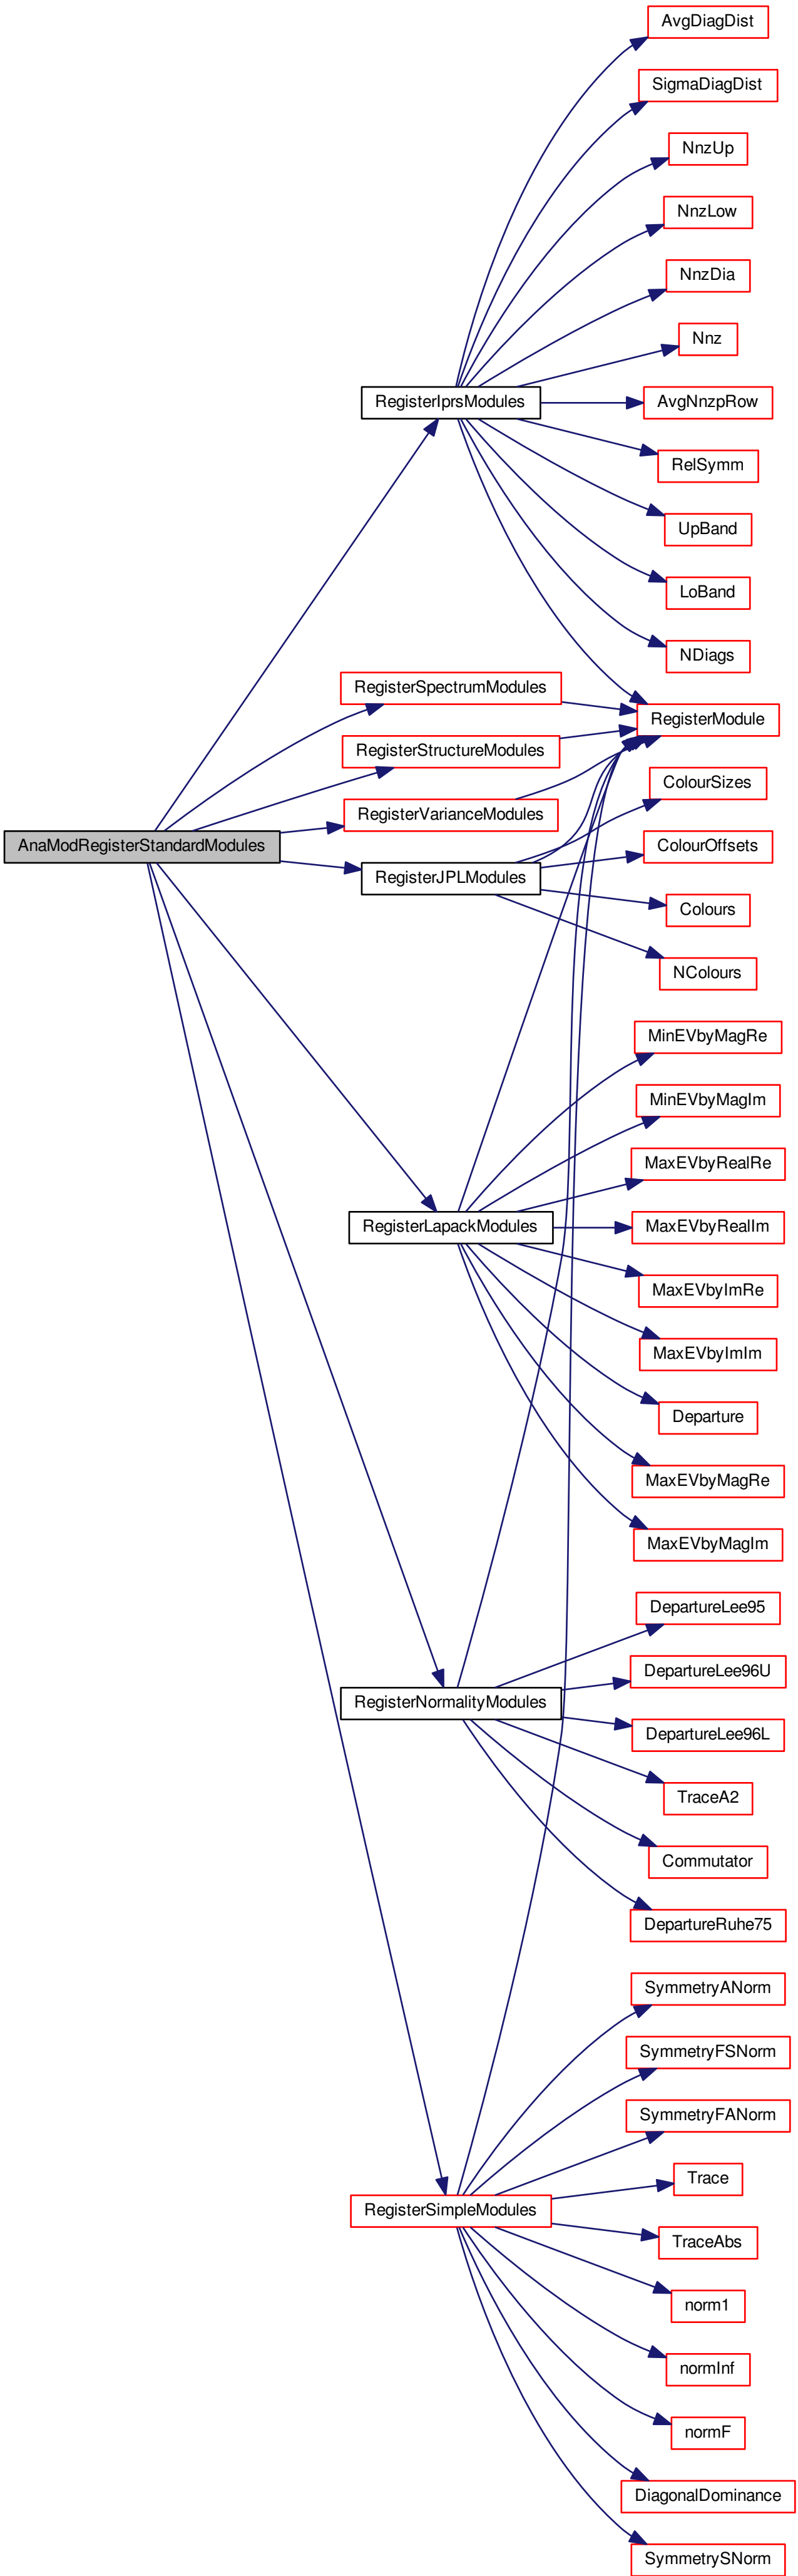 AvgDiagDist
SigmaDiagDist
NnzUp
NnzLow
NnzDia
Nnz
RegisterIprsModules
AvgNnzpRow
RelSymm
UpBand
LoBand
NDiags
RegisterSpectrumModules
RegisterModule
RegisterStructureModules
ColourSizes
RegisterVarianceModules
AnaModRegisterStandardModules
ColourOffsets
RegisterJPLModules
Colours
NColours
MinEVbyMagRe
MinEVbyMagIm
MaxEVbyRealRe
RegisterLapackModules
MaxEVbyRealIm
MaxEVbyImRe
MaxEVbyImIm
Departure
MaxEVbyMagRe
MaxEVbyMagIm
DepartureLee95
DepartureLee96U
RegisterNormalityModules
DepartureLee96L
TraceA2
Commutator
DepartureRuhe75
SymmetryANorm
SymmetryFSNorm
SymmetryFANorm
Trace
RegisterSimpleModules
TraceAbs
norm1
normInf
normF
DiagonalDominance
SymmetrySNorm